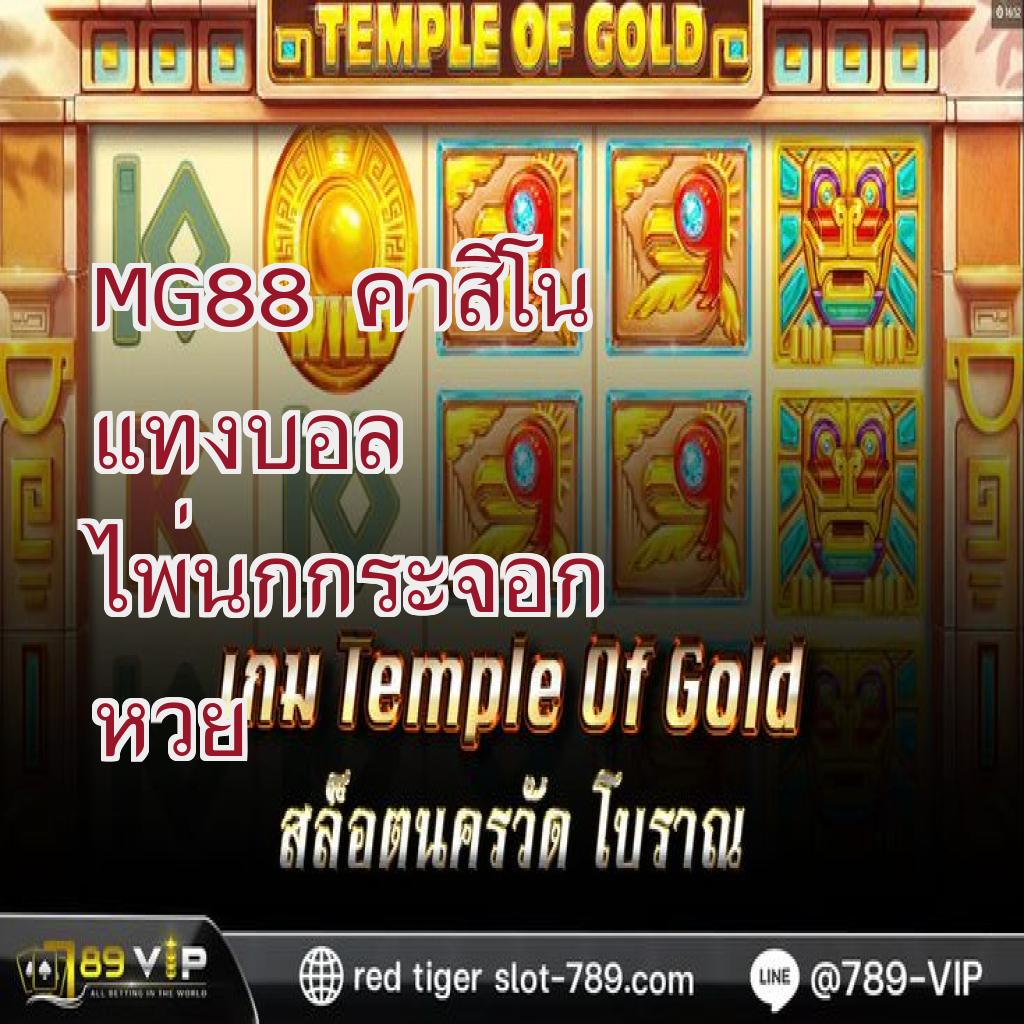 TEMPLE OF GOLD
WILD
MG88 คาสิโน
แทงบอล
K
ไพ่นกกระจอก
เกม Temple Of Gold
หวย
สล็อตนครวัด โบราณ
789 VIP
ALL BETTING IN THE WORLD
red tiger slot-789.com
LINE
@789-VIP